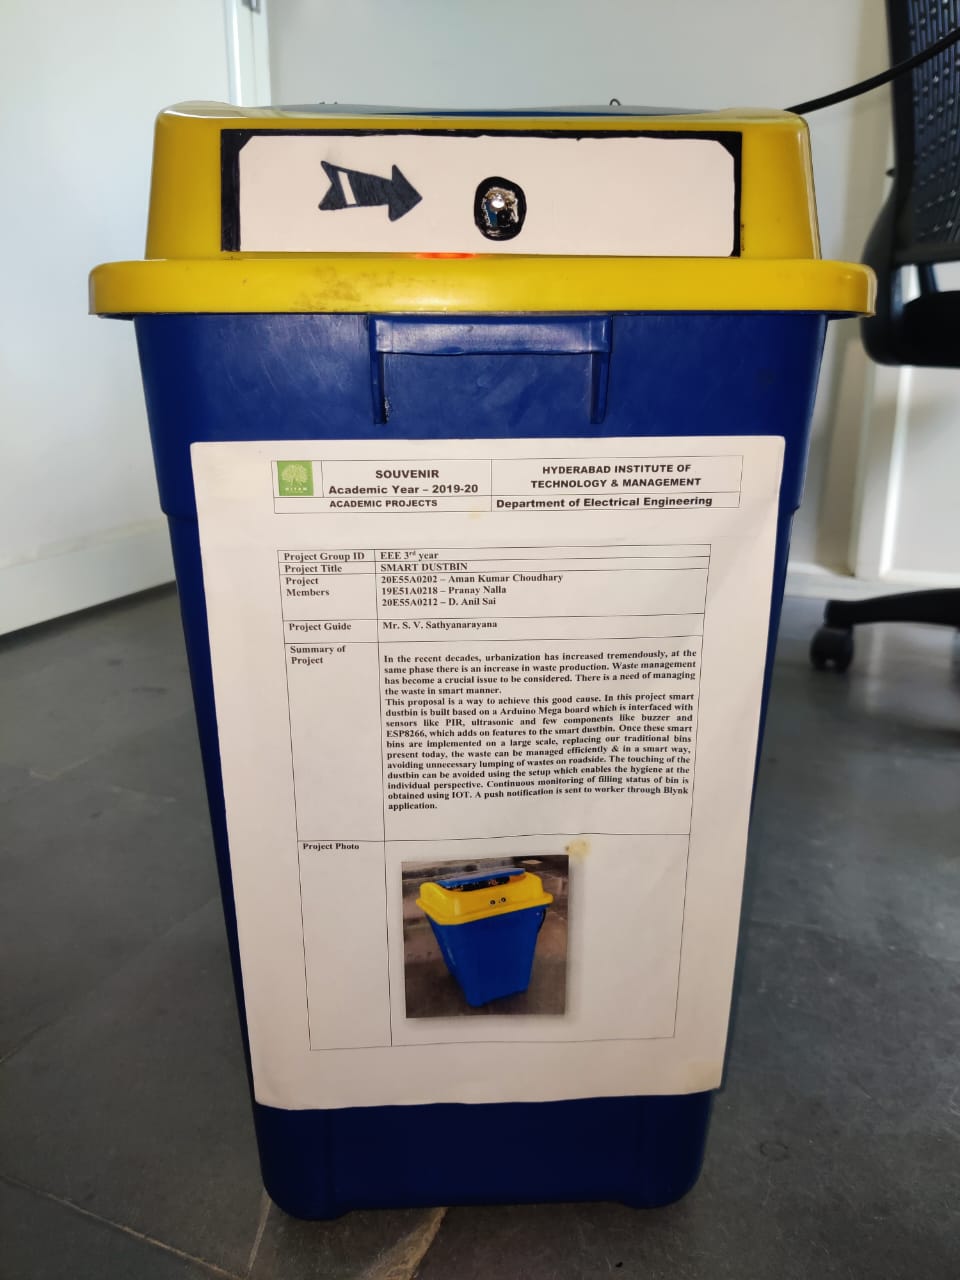 SOUVENIR
Academic Year – 2019-20
HYDERABAD INSTITUTE OF
TECHNOLOGY & MANAGEMENT
ACADEMIC PROJECTS
Department of Electrical Engineering
Project Group ID EEE 3rd year
Project Title SMART DUSTBIN
Project Members
20E55A0202 – Aman Kumar Choudhary
19E51A0218 – Pranay Nalla
20E55A0212 – D. Anil Sai
Project Guide Mr. S. V. Sathyanarayana
Summary of
Project
In the recent decades, urbanization has increased tremendously, at the
same phase there is an increase in waste production. Waste management
has become a crucial issue to be considered. There is a need of managing
the waste in smart manner.
This proposal is a way to achieve this good cause. In this project smart
dustbin is built based on a Arduino Mega board which is interfaced with
sensors like PIR, ultrasonic and few components like buzzer and
ESP8266, which adds on features to the smart dustbin. Once these smart
bins are implemented on a large scale, replacing our traditional bins
present today, the waste can be managed efficiently & in a smart way,
avoiding unnecessary lumping of wastes on roadside. The touching of the
dustbin can be avoided using the setup which enables the hygiene at the
individual perspective. Continuous monitoring of filling status of bin is
obtained using IOT. A push notification is sent to worker through Blynk
application.
Project Photo